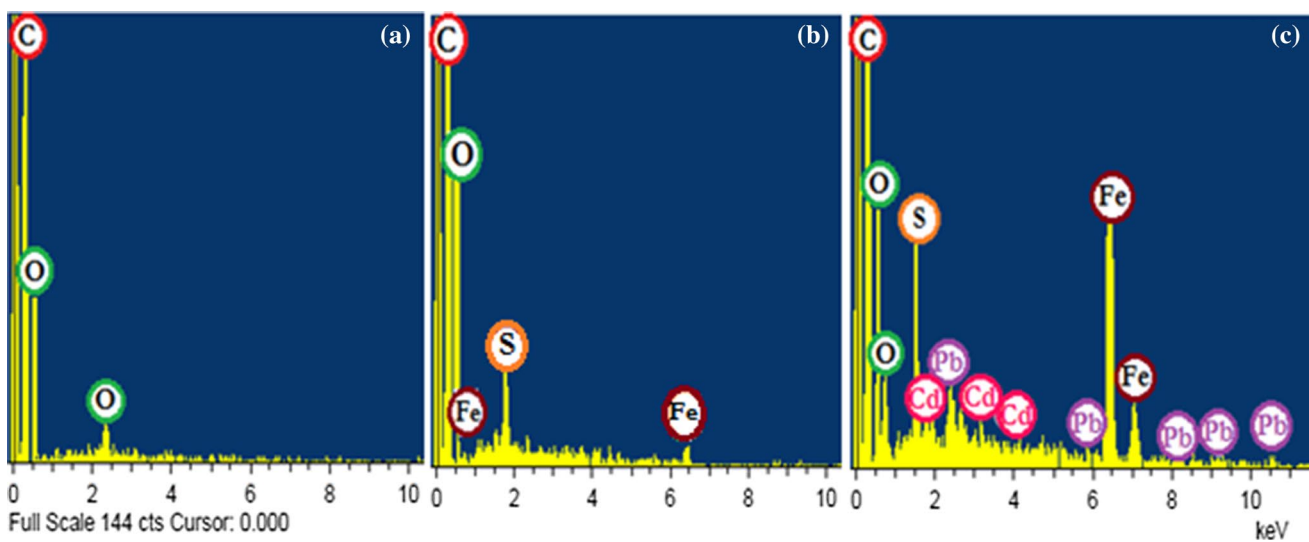 C (a)
O
O
0 2 4 6 8 10
Full Scale 144 cts Cursor: 0.000
C (b)
O
S
Fe Fe
0 2 4 6 8 10
C (c)
O Fe
S
O Pb Fe
Cd Cd Cd Pb Pb Pb Pb
0 2 4 6 8 10
keV